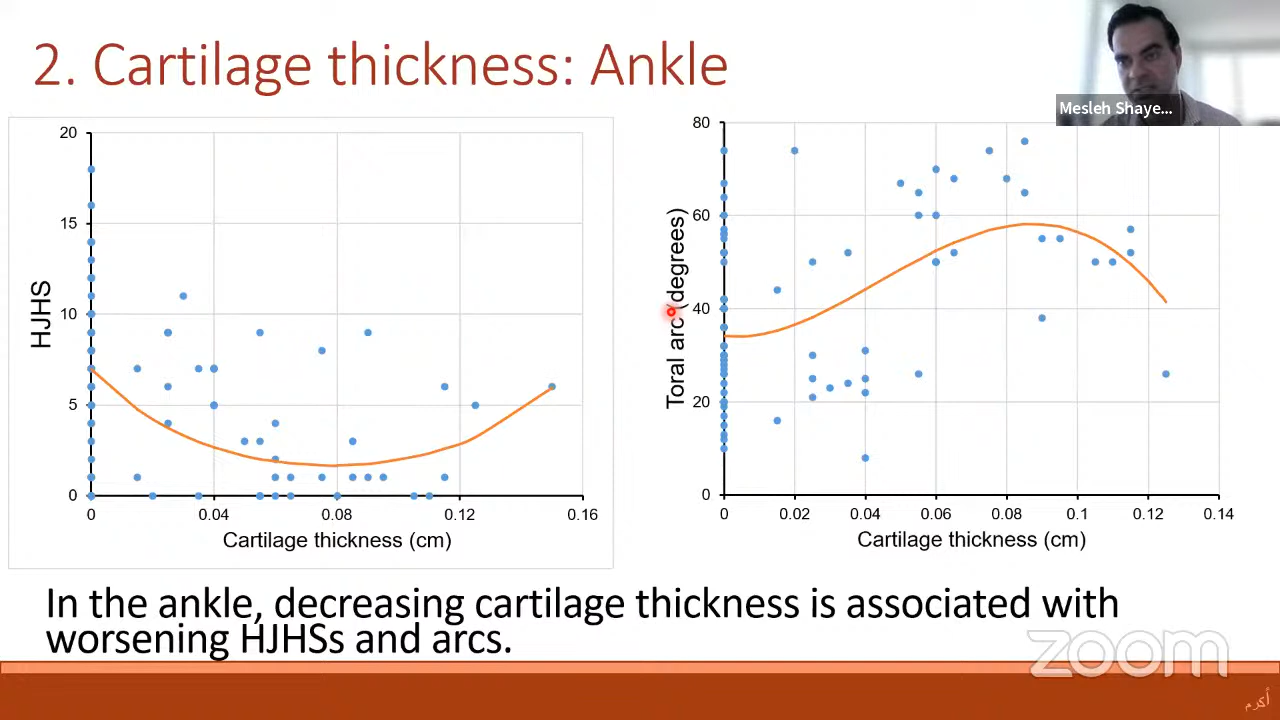 2. Cartilage thickness: Ankle
Mesleh Shaye...
20
15
10
5
0
HJHS
0 0.04 0.08 0.12 0.16
Cartilage thickness (cm)
80
60
40
20
0
Toral arc (degrees)
0 0.02 0.04 0.06 0.08 0.1 0.12 0.14
Cartilage thickness (cm)
In the ankle, decreasing cartilage thickness is associated with
worsening HJHSs and arcs.
zoom
أكرم